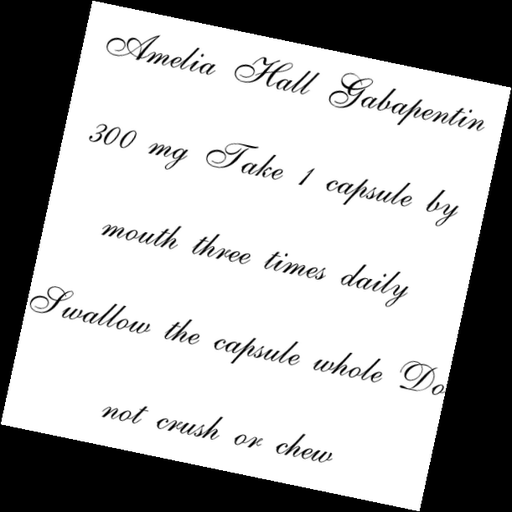 Amelia Hall Gabapentin
300 mg Take 1 capsule by
mouth three times daily
Swallow the capsule whole Do
not crush or chew